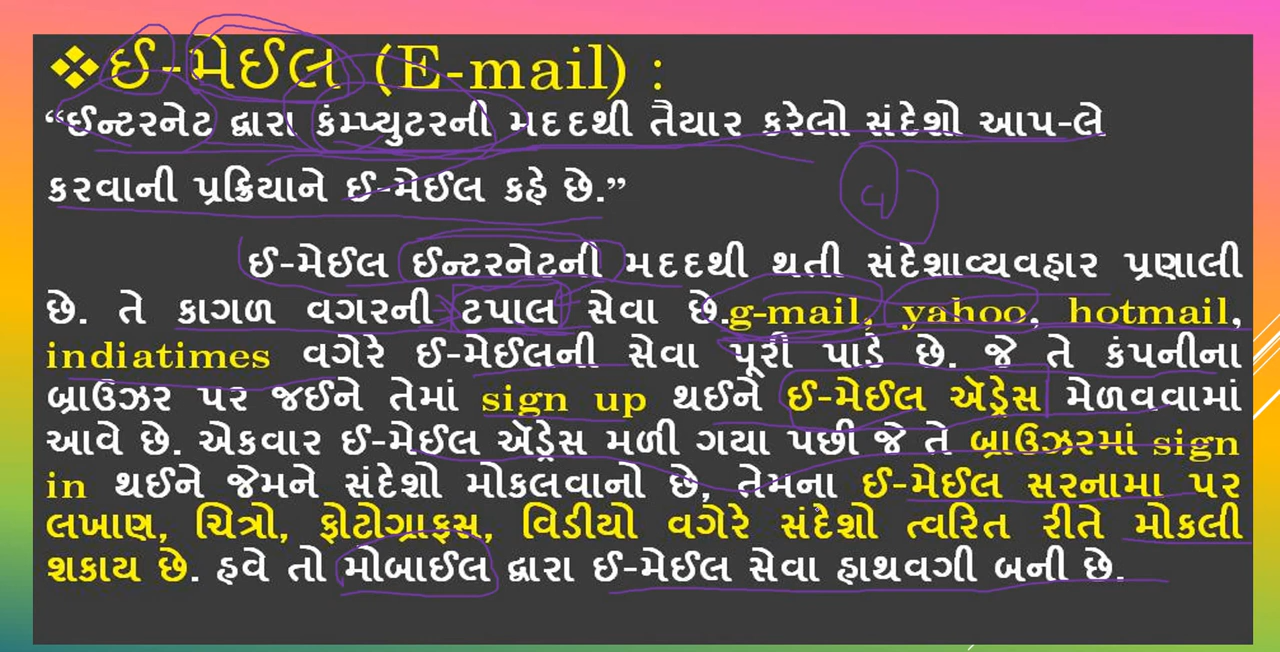 ❖ઈ-મેઈલ (E-mail) :
“ઈન્ટરનેટ દ્વારા કંમ્પ્યુટરની મદદથી તૈયાર કરેલો સંદેશો આપ-લે
કરવાની પ્રક્રિયાને ઈ-મેઈલ કહે છે.”
ઈ-મેઈલ ઈન્ટરનેટની મદદથી થતી સંદેશાવ્યવહાર પ્રણાલી
છે. તે કાગળ વગરની ટપાલ સેવા છે.g-mail, yahoo, hotmail,
indiatimes વગેરે ઈ-મેઈલની સેવા પૂરી પાડે છે. જે તે કંપનીના
બ્રાઉઝર પર જઈને તેમાં sign up થઈને ઈ-મેઈલ ઍડ્રેસ મેળવવામાં
આવે છે. એકવાર ઈ-મેઈલ ઍડ્રેસ મળી ગયા પછી જે તે બ્રાઉઝરમાં sign
in થઈને જેમને સંદેશો મોકલવાનો છે, તેમના ઈ-મેઈલ સરનામા પર
લખાણ, ચિત્રો, ફોટોગ્રાફસ, વિડીયો વગેરે સંદેશો ત્વરિત રીતે મોકલી
શકાય છે. હવે તો મોબાઈલ દ્વારા ઈ-મેઈલ સેવા હાથવગી બની છે.